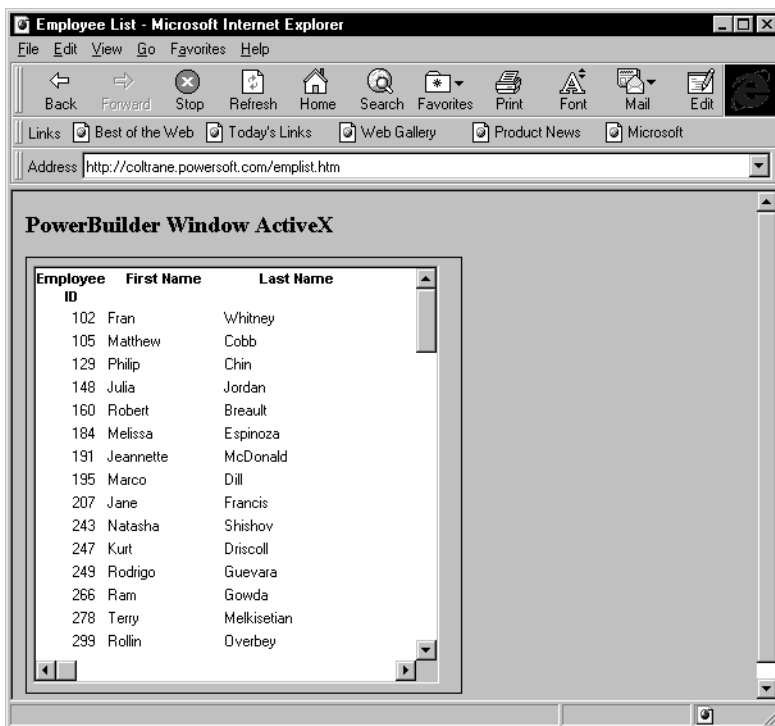 Employee List - Microsoft Internet Explorer
File Edit View Go Favorites Help
Back Forward Stop Refresh Home Search Favorites Print Font Mail Edit
Links Best of the Web Today's Links Web Gallery Product News Microsoft
Address http://coltrane.powersoft.com/emplist.htm
PowerBuilder Window ActiveX
Employee ID First Name Last Name
102 Fran Whitney
105 Matthew Cobb
129 Philip Chin
148 Julia Jordan
160 Robert Breault
184 Melissa Espinoza
191 Jeannette McDonald
195 Marco Dill
207 Jane Francis
243 Natasha Shishov
247 Kurt Driscoll
249 Rodrigo Guevara
266 Ram Gowda
278 Terry Melkisetian
299 Rollin Overbey